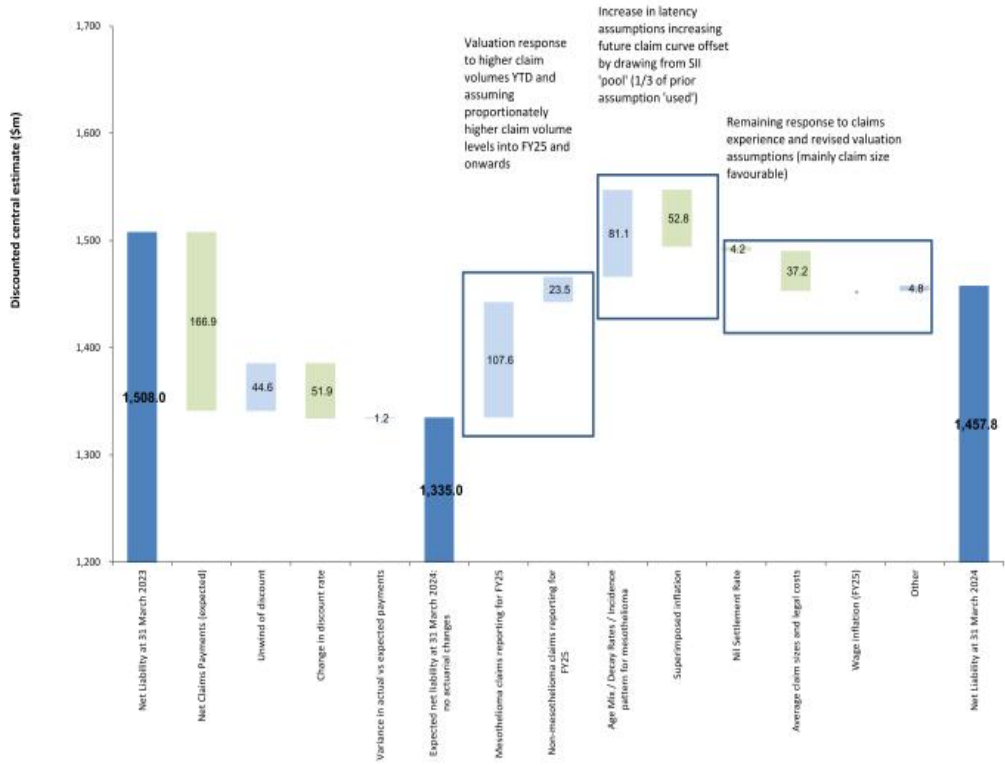 Increase in latency
assumptions increasing
future claim curve offset
by drawing from SII
'pool' (1/3 of prior
assumption 'used')
Valuation response
to higher claim
volumes YTD and
assuming
proportionately
higher claim volume
levels into FY25 and
onwards
Remaining response to claims
experience and revised valuation
assumptions (mainly claim size
favourable)
Discounted central estimate ($m)
1,700
1,600
1,500
1,400
1,300
1,200
1,508.0
166.9
44.6
51.9
1.2
1,335.0
107.6
23.5
81.1
52.8
4.2
37.2
4.8
1,457.8
Net Liability at 31 March 2023
Net Claims Payments (expected)
Unwind of discount
Change in discount rate
Variance in actual vs expected payments
Expected net liability at 31 March 2024:
no actuarial changes
Mesothelioma claims reporting for FY25
Non-mesothelioma claims reporting for
FY25
Age Mix / Decay Rates / Incidence
pattern for mesothelioma
Superimposed inflation
Nil Settlement Rate
Average claim sizes and legal costs
Wage inflation (FY25)
Other
Net Liability at 31 March 2024